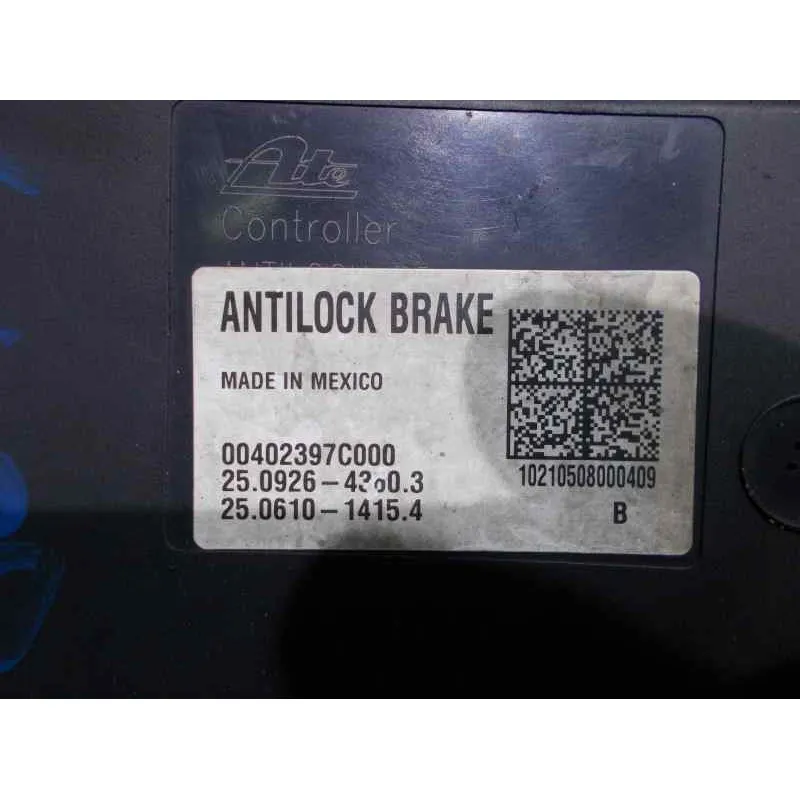 Ate
Controller
ANTILOCK BRAKE
MADE IN MEXICO
00402397C000
25.0610-1415.4
10210508000409
B